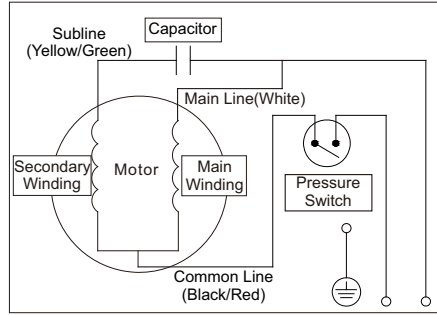 Subline
(Yellow/Green)
Capacitor
Main Line(White)
Secondary
Winding
Motor
Main
Winding
Pressure
Switch
Common Line
(Black/Red)